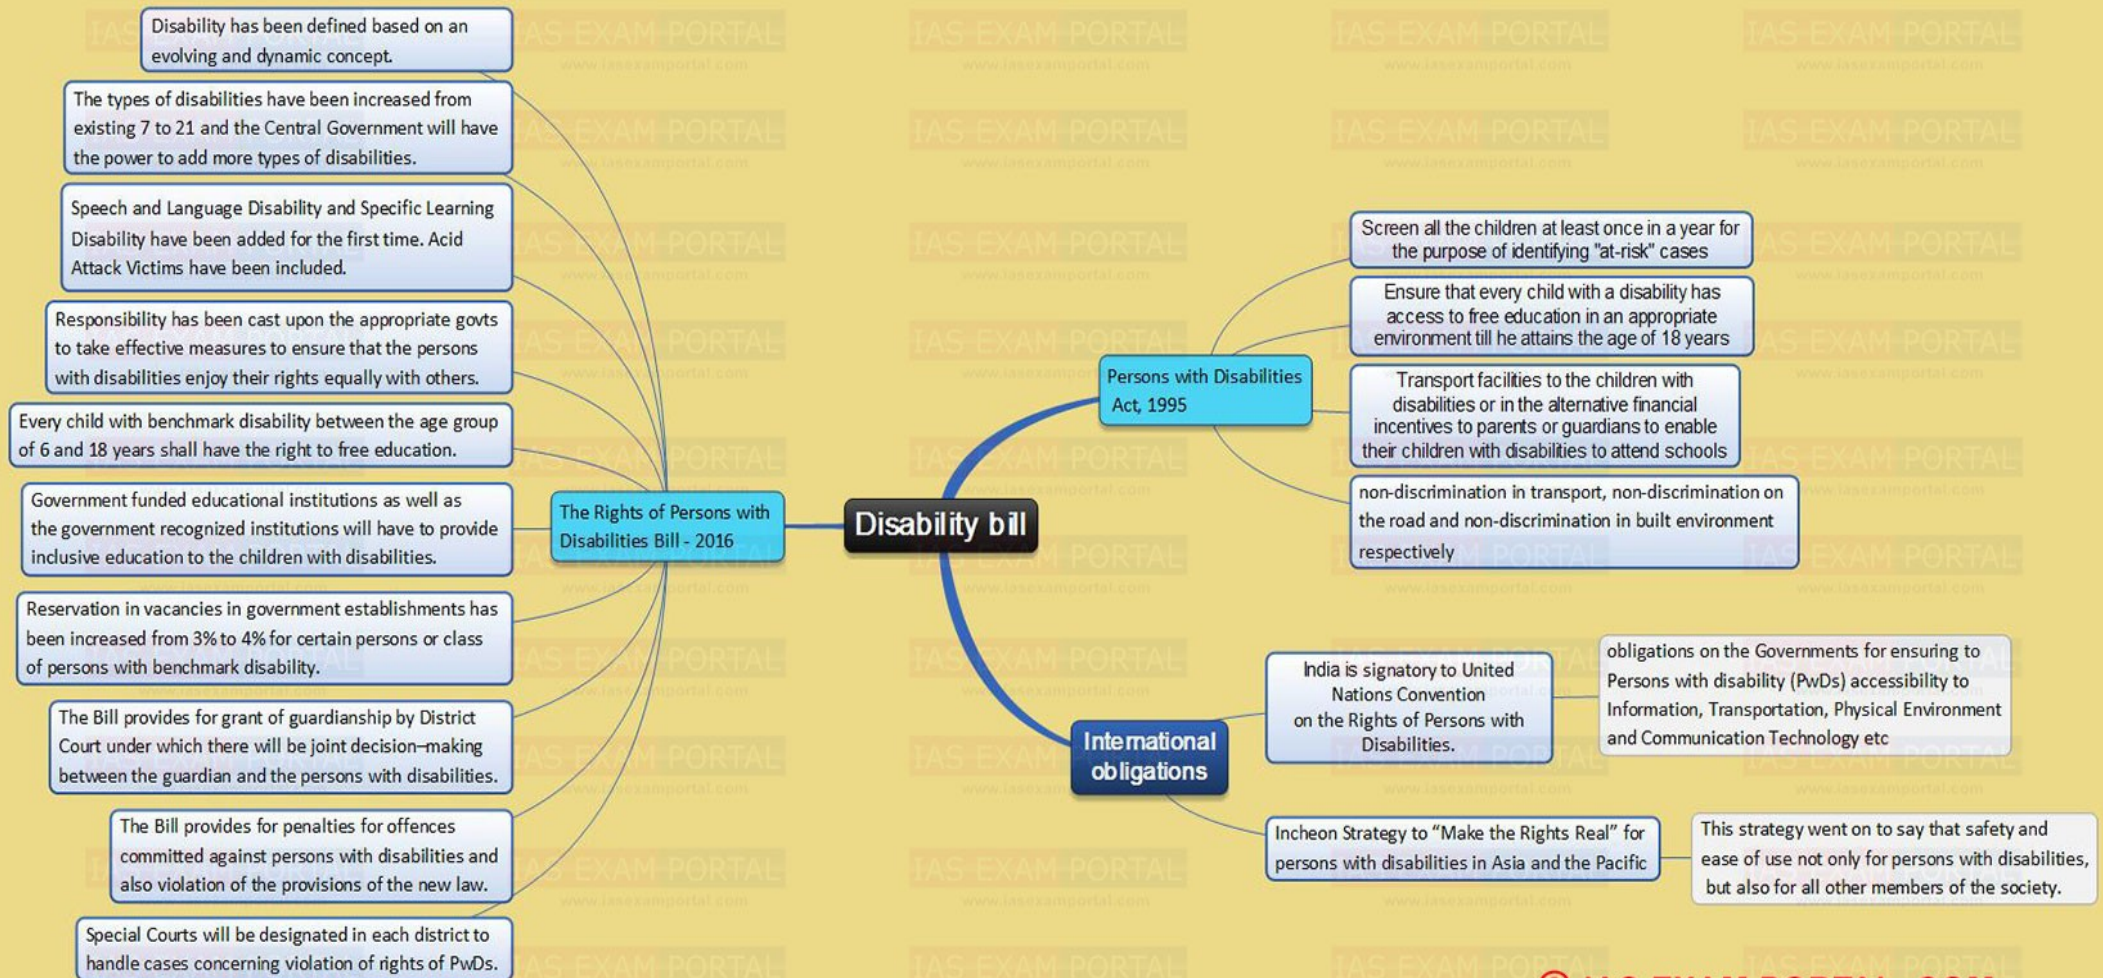 Disability has been defined based on an
evolving and dynamic concept.
The types of disabilities have been increased from
existing 7 to 21 and the Central Government will have
the power to add more types of disabilities.
Speech and Language Disability and Specific Learning
Disability have been added for the first time. Acid
Attack Victims have been included.
Responsibility has been cast upon the appropriate govts
to take effective measures to ensure that the persons
with disabilities enjoy their rights equally with others.
Every child with benchmark disability between the age group
of 6 and 18 years shall have the right to free education.
Government funded educational institutions as well as
the government recognized institutions will have to provide
inclusive education to the children with disabilities.
Reservation in vacancies in government establishments has
been increased from 3% to 4% for certain persons or class
of persons with benchmark disability.
The Bill provides for grant of guardianship by District
Court under which there will be joint decision–making
between the guardian and the persons with disabilities.
The Bill provides for penalties for offences
committed against persons with disabilities and
also violation of the provisions of the new law.
Special Courts will be designated in each district to
handle cases concerning violation of rights of PwDs.
The Rights of Persons with
Disabilities Bill - 2016
Disability bill
Persons with Disabilities
Act, 1995
Screen all the children at least once in a year for
the purpose of identifying "at-risk" cases
Ensure that every child with a disability has
access to free education in an appropriate
environment till he attains the age of 18 years
Transport facilities to the children with
disabilities or in the alternative financial
incentives to parents or guardians to enable
their children with disabilities to attend schools
non-discrimination in transport, non-discrimination on
the road and non-discrimination in built environment
respectively
International
obligations
India is signatory to United
Nations Convention
on the Rights of Persons with
Disabilities.
obligations on the Governments for ensuring to
Persons with disability (PwDs) accessibility to
Information, Transportation, Physical Environment
and Communication Technology etc
Incheon Strategy to “Make the Rights Real” for
persons with disabilities in Asia and the Pacific
This strategy went on to say that safety and
ease of use not only for persons with disabilities,
but also for all other members of the society.
IAS EXAM PORTAL
www.iasexamportal.com